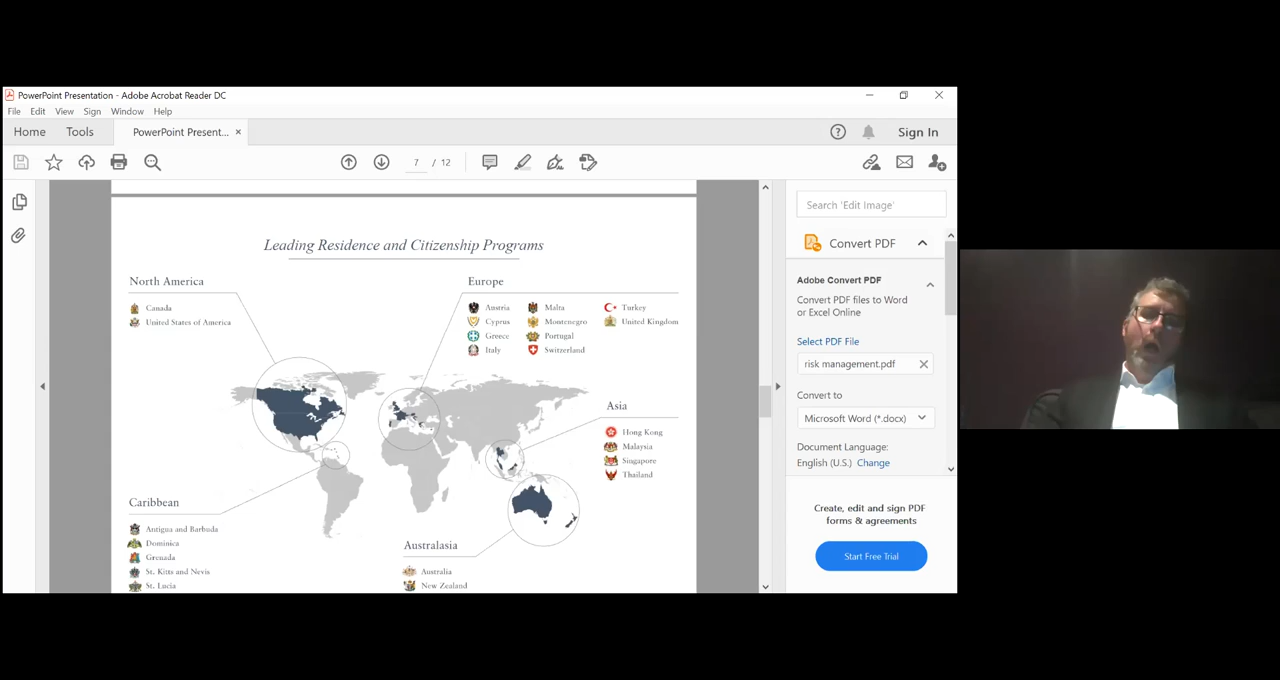 PowerPoint Presentation - Adobe Acrobat Reader DC
File Edit View Sign Window Help
Home Tools PowerPoint Present... × Sign In
7 / 12
Search 'Edit Image'
Convert PDF
Adobe Convert PDF
Convert PDF files to Word
or Excel Online
Select PDF File
risk management.pdf
Convert to
Microsoft Word (*.docx)
Document Language:
English (U.S.) Change
Create, edit and sign PDF
forms & agreements
Start Free Trial
Leading Residence and Citizenship Programs
North America
Canada
United States of America
Europe
Austria Malta Turkey
Cyprus Montenegro United Kingdom
Greece Portugal
Italy Switzerland
Asia
Hong Kong
Malaysia
Singapore
Thailand
Caribbean
Antigua and Barbuda
Dominica
Grenada
St. Kitts and Nevis
St. Lucia
Australasia
Australia
New Zealand